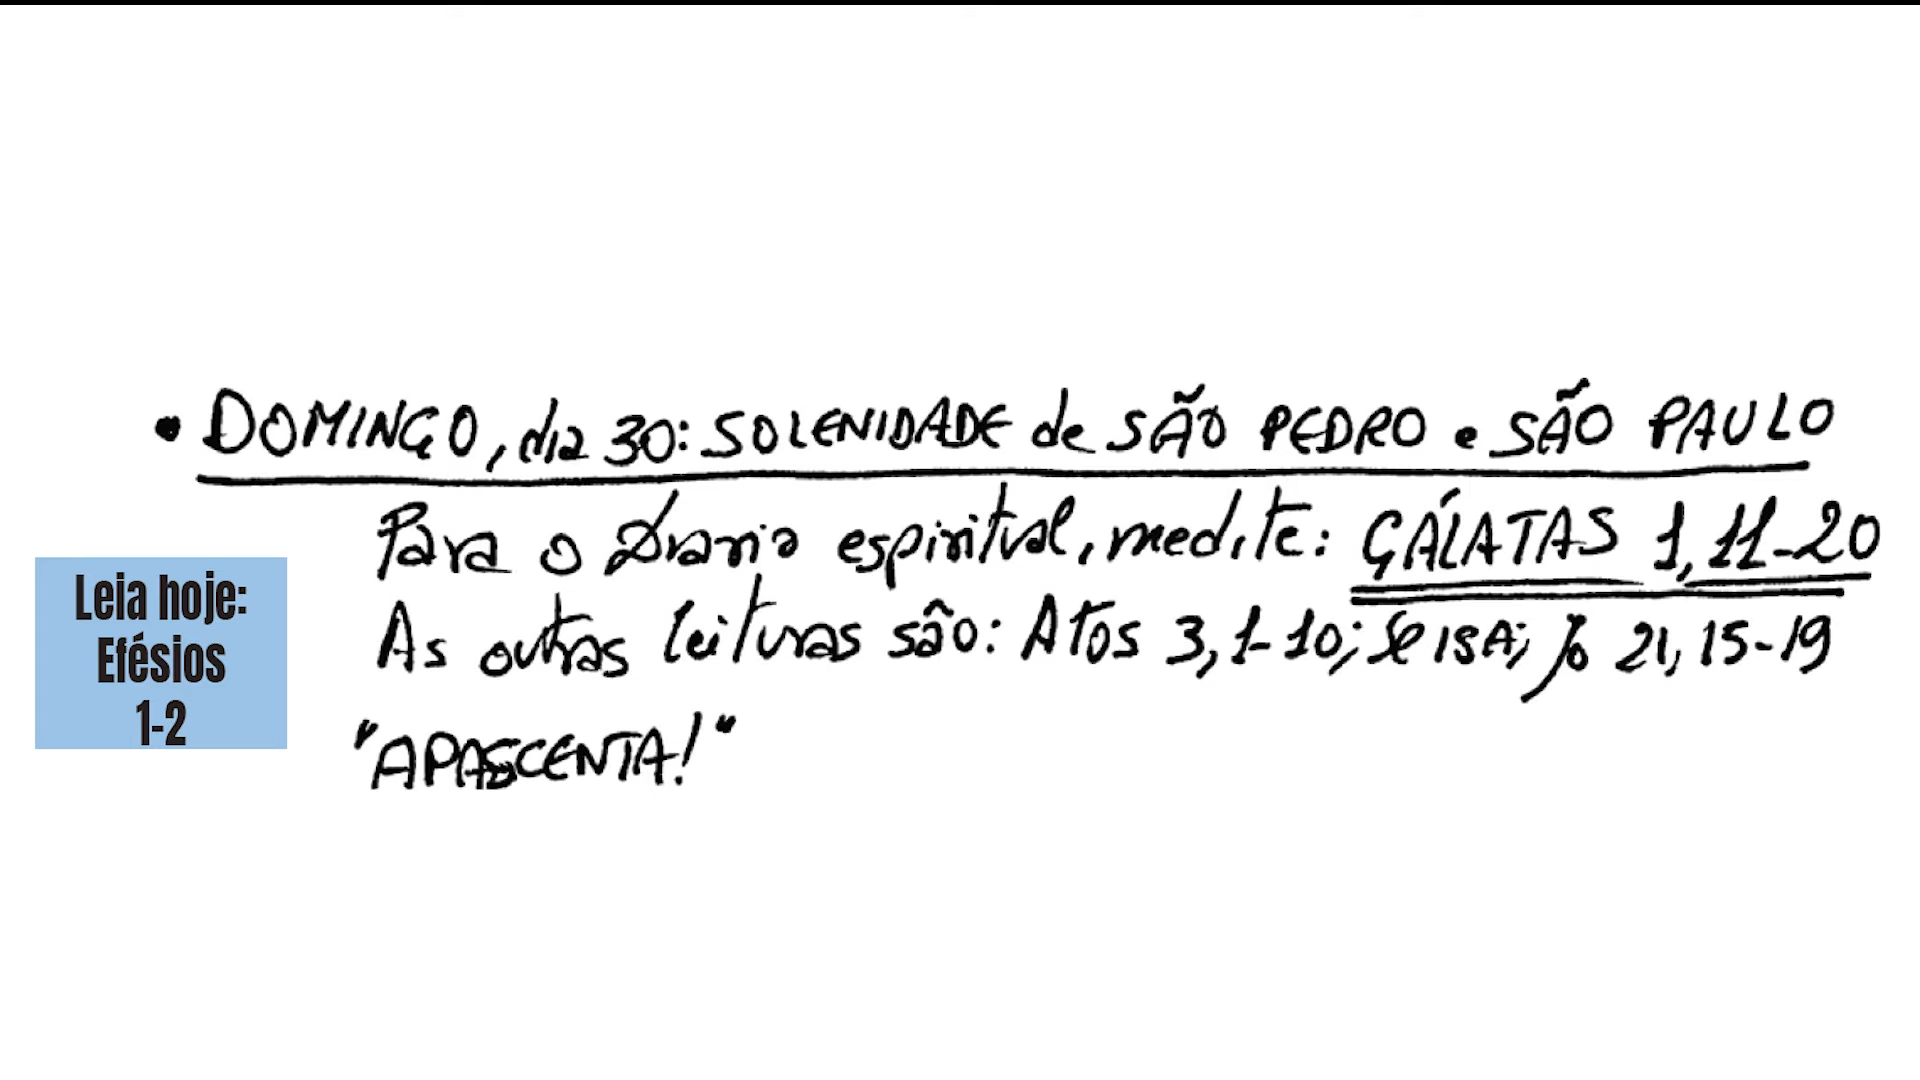 • DOMINGO, dia 30: SOLENIDADE de SÃO PEDRO e SÃO PAULO
Para o Diario espiritual, medite: GÁLATAS 1, 11-20
As outras leituras são: Atos 3, 1-10; Sl 18A; Jo 21, 15-19
"APASCENTA!"
Leia hoje:
Efésios
1-2